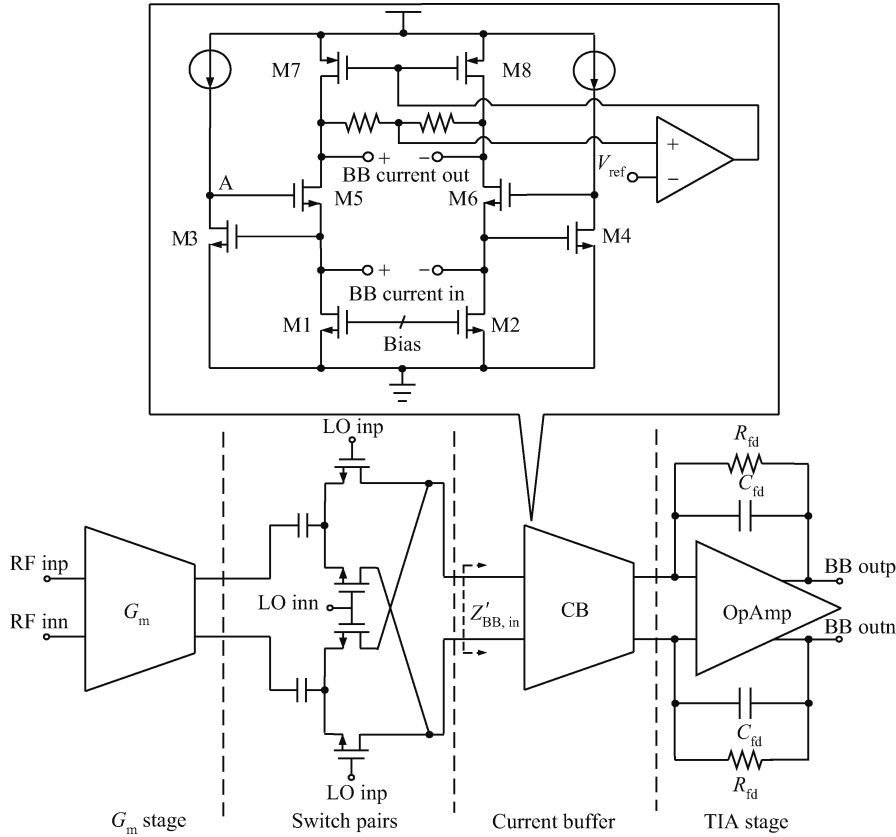 M7
M8
+
−
BB current out
+
−
V_ref
A
M5
M6
M3
M4
+
−
BB current in
M1
M2
Bias
LO inp
R_fd
C_fd
RF inp
RF inn
G_m
LO inn
Z′_BB, in
CB
OpAmp
BB outp
BB outn
C_fd
R_fd
LO inp
G_m stage
Switch pairs
Current buffer
TIA stage